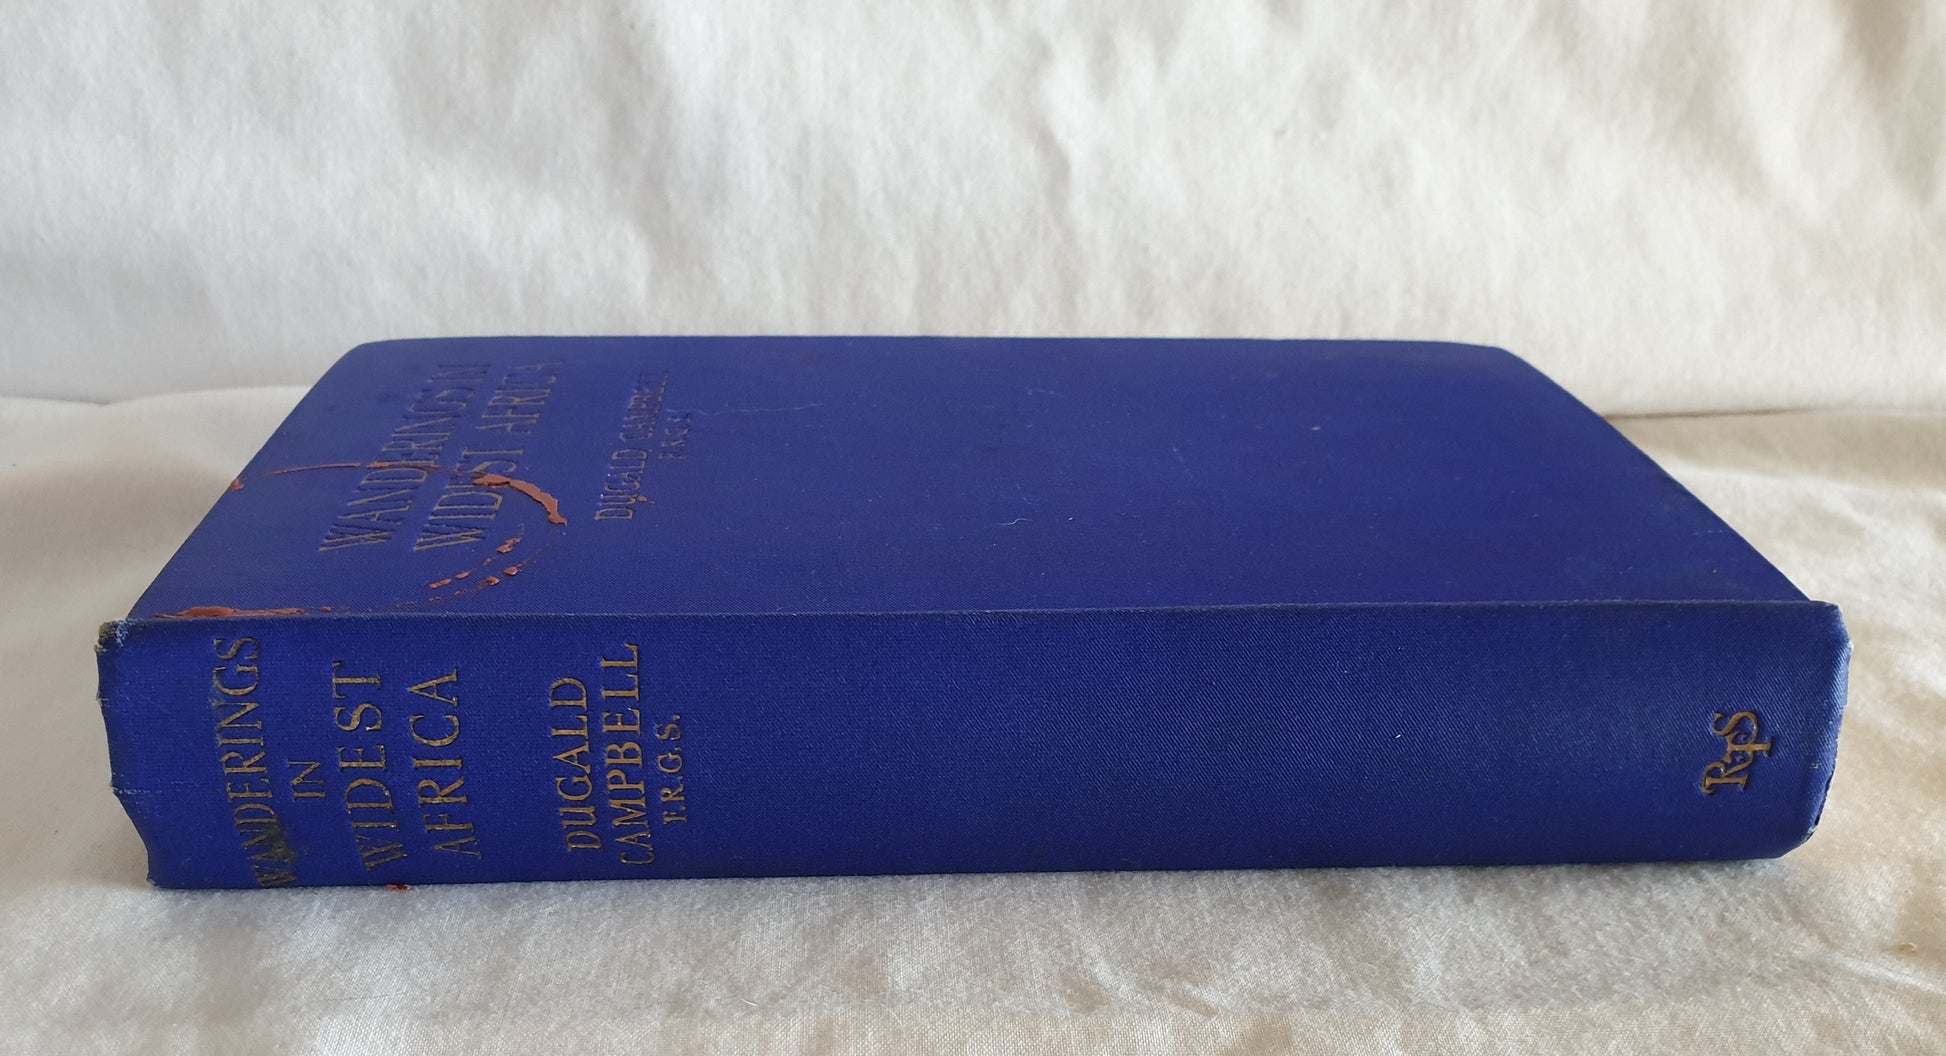 WANDERINGS IN
WIDEST AFRICA
DUGALD CAMPBELL
F.R.G.S.
WANDERINGS
IN
WIDEST
AFRICA
DUGALD
CAMPBELL
F.R.G.S.
RTS